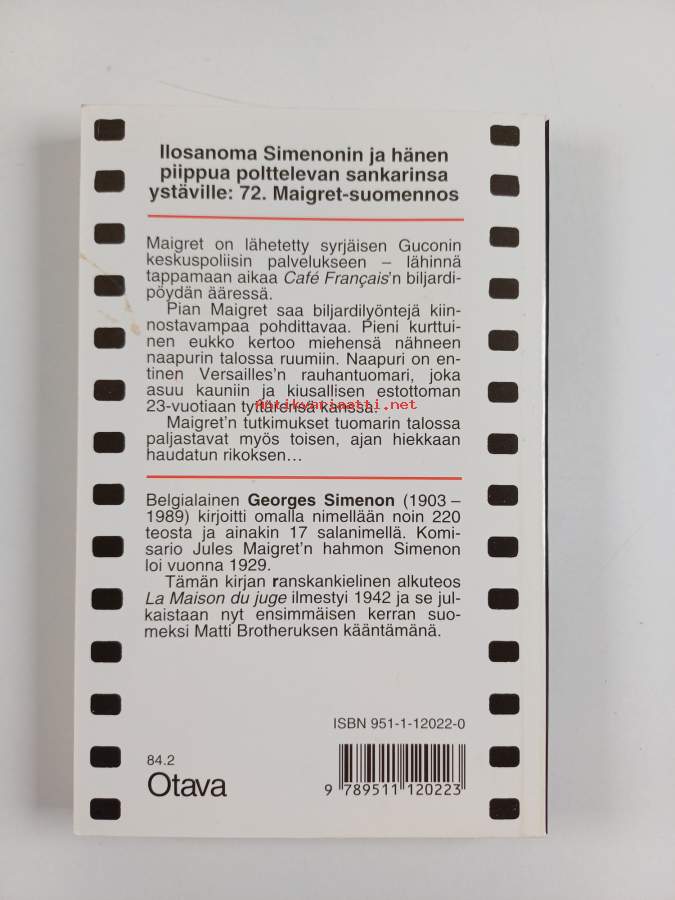 Ilosanoma Simenonin ja hänen
piippua polttelevan sankarinsa
ystäville: 72. Maigret-suomennos
Maigret on lähetetty syrjäisen Guconin
keskuspoliisin palvelukseen – lähinnä
tappamaan aikaa Café Français'n biljardi-
pöydän ääressä.
Pian Maigret saa biljardilyöntejä kiin-
nostavampaa pohdittavaa. Pieni kurttui-
nen eukko kertoo miehensä nähneen
naapurin talossa ruumiin. Naapuri on en-
tinen Versailles'n rauhantuomari, joka
asuu kauniin ja kiusallisen estottoman
23-vuotiaan tyttärensä kanssa.
antikvariaatti.net
Maigret'n tutkimukset tuomarin talossa
paljastavat myös toisen, ajan hiekkaan
haudatun rikoksen...
Belgialainen Georges Simenon (1903 –
1989) kirjoitti omalla nimellään noin 220
teosta ja ainakin 17 salanimellä. Komi-
sario Jules Maigret'n hahmon Simenon
loi vuonna 1929.
Tämän kirjan ranskankielinen alkuteos
La Maison du juge ilmestyi 1942 ja se jul-
kaistaan nyt ensimmäisen kerran suo-
meksi Matti Brotheruksen kääntämänä.
ISBN 951-1-12022-0
84.2
Otava
9 789511 120223